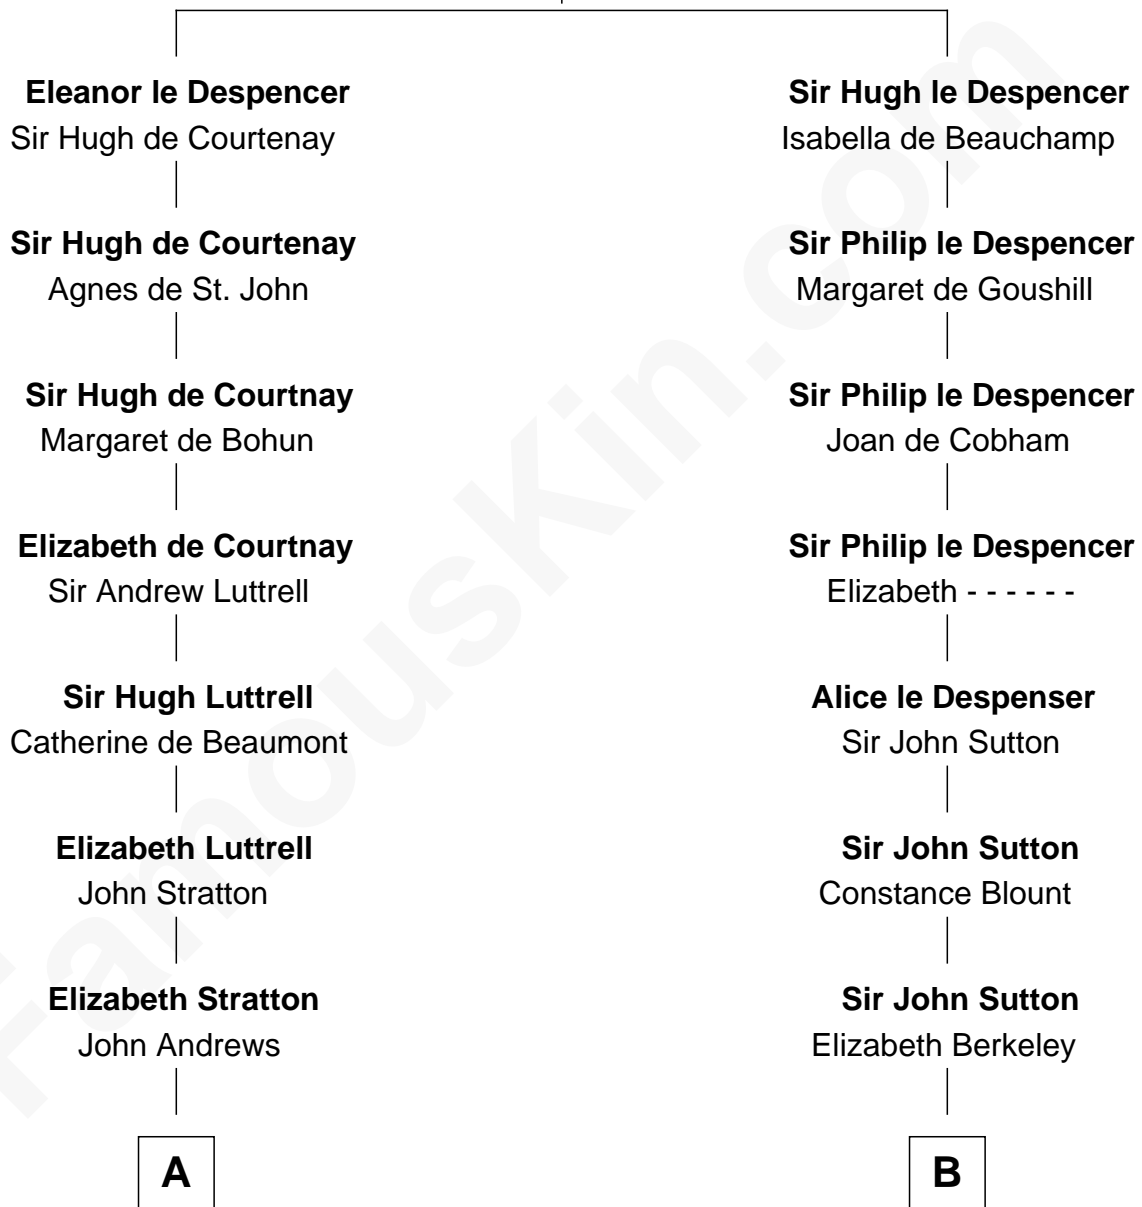 Eleanor le Despencer
Sir Hugh de Courtenay
Sir Hugh de Courtenay
Agnes de St. John
Sir Hugh de Courtnay
Margaret de Bohun
Elizabeth de Courtnay
Sir Andrew Luttrell
Sir Hugh Luttrell
Catherine de Beaumont
Elizabeth Luttrell
John Stratton
Elizabeth Stratton
John Andrews
A
Sir Hugh le Despencer
Isabella de Beauchamp
Sir Philip le Despencer
Margaret de Goushill
Sir Philip le Despencer
Joan de Cobham
Sir Philip le Despencer
Elizabeth - - - - - -
Alice le Despenser
Sir John Sutton
Sir John Sutton
Constance Blount
Sir John Sutton
Elizabeth Berkeley
B
FamousKin.com